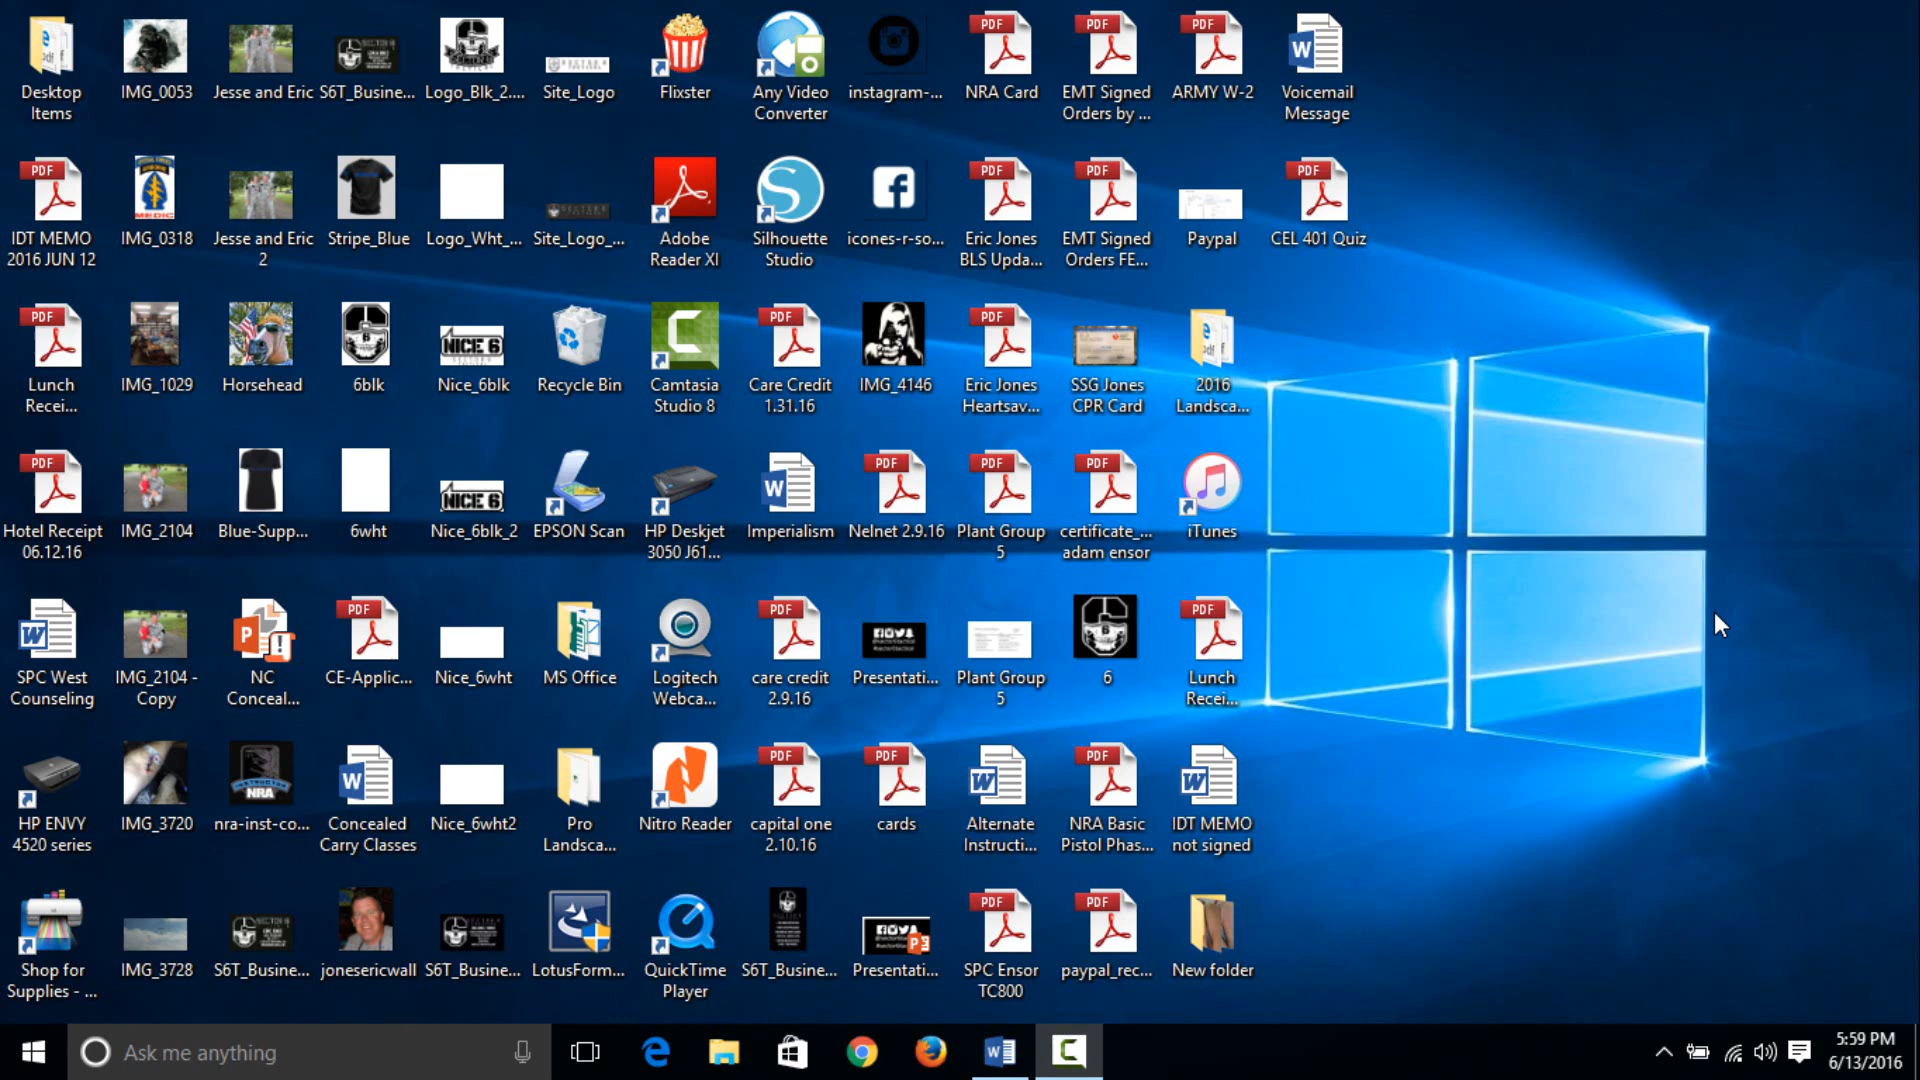 Desktop
Items
IMG_0053
Jesse and Eric
S6T_Busine...
Logo_Blk_2....
Site_Logo
Flixster
Any Video
Converter
instagram-...
NRA Card
EMT Signed
Orders by ...
ARMY W-2
Voicemail
Message
IDT MEMO
2016 JUN 12
IMG_0318
Jesse and Eric
2
Stripe_Blue
Logo_Wht_...
Site_Logo_...
Adobe
Reader XI
Silhouette
Studio
icones-r-so...
Eric Jones
BLS Upda...
EMT Signed
Orders FE...
Paypal
CEL 401 Quiz
Lunch
Recei...
IMG_1029
Horsehead
6blk
Nice_6blk
Recycle Bin
Camtasia
Studio 8
Care Credit
1.31.16
IMG_4146
Eric Jones
Heartsav...
SSG Jones
CPR Card
2016
Landsca...
Hotel Receipt
06.12.16
IMG_2104
Blue-Supp...
6wht
Nice_6blk_2
EPSON Scan
HP Deskjet
3050 J61...
Imperialism
Nelnet 2.9.16
Plant Group
5
certificate_...
adam ensor
iTunes
SPC West
Counseling
IMG_2104 -
Copy
NC
Conceal...
CE-Applic...
Nice_6wht
MS Office
Logitech
Webca...
care credit
2.9.16
Presentati...
Plant Group
5
6
Lunch
Recei...
HP ENVY
4520 series
IMG_3720
nra-inst-co...
Concealed
Carry Classes
Nice_6wht2
Pro
Landsca...
Nitro Reader
capital one
2.10.16
cards
Alternate
Instructi...
NRA Basic
Pistol Phas...
IDT MEMO
not signed
Shop for
Supplies - ...
IMG_3728
S6T_Busine...
jonesericwall
S6T_Busine...
LotusForm...
QuickTime
Player
S6T_Busine...
Presentati...
SPC Ensor
TC800
paypal_rec...
New folder
Ask me anything
5:59 PM
6/13/2016